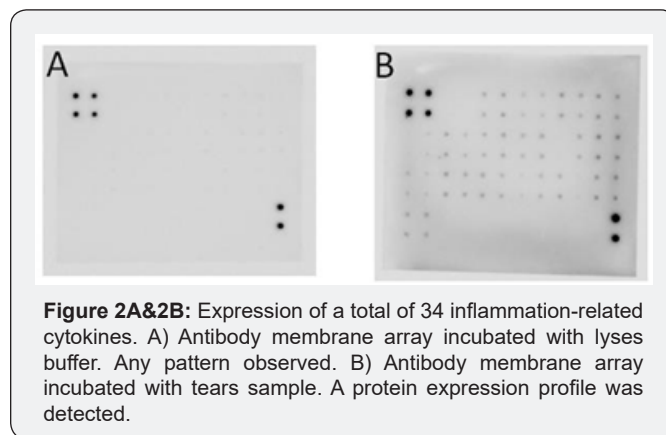 A
B
Figure 2A&2B: Expression of a total of 34 inflammation-related
cytokines. A) Antibody membrane array incubated with lyses
buffer. Any pattern observed. B) Antibody membrane array
incubated with tears sample. A protein expression profile was
detected.